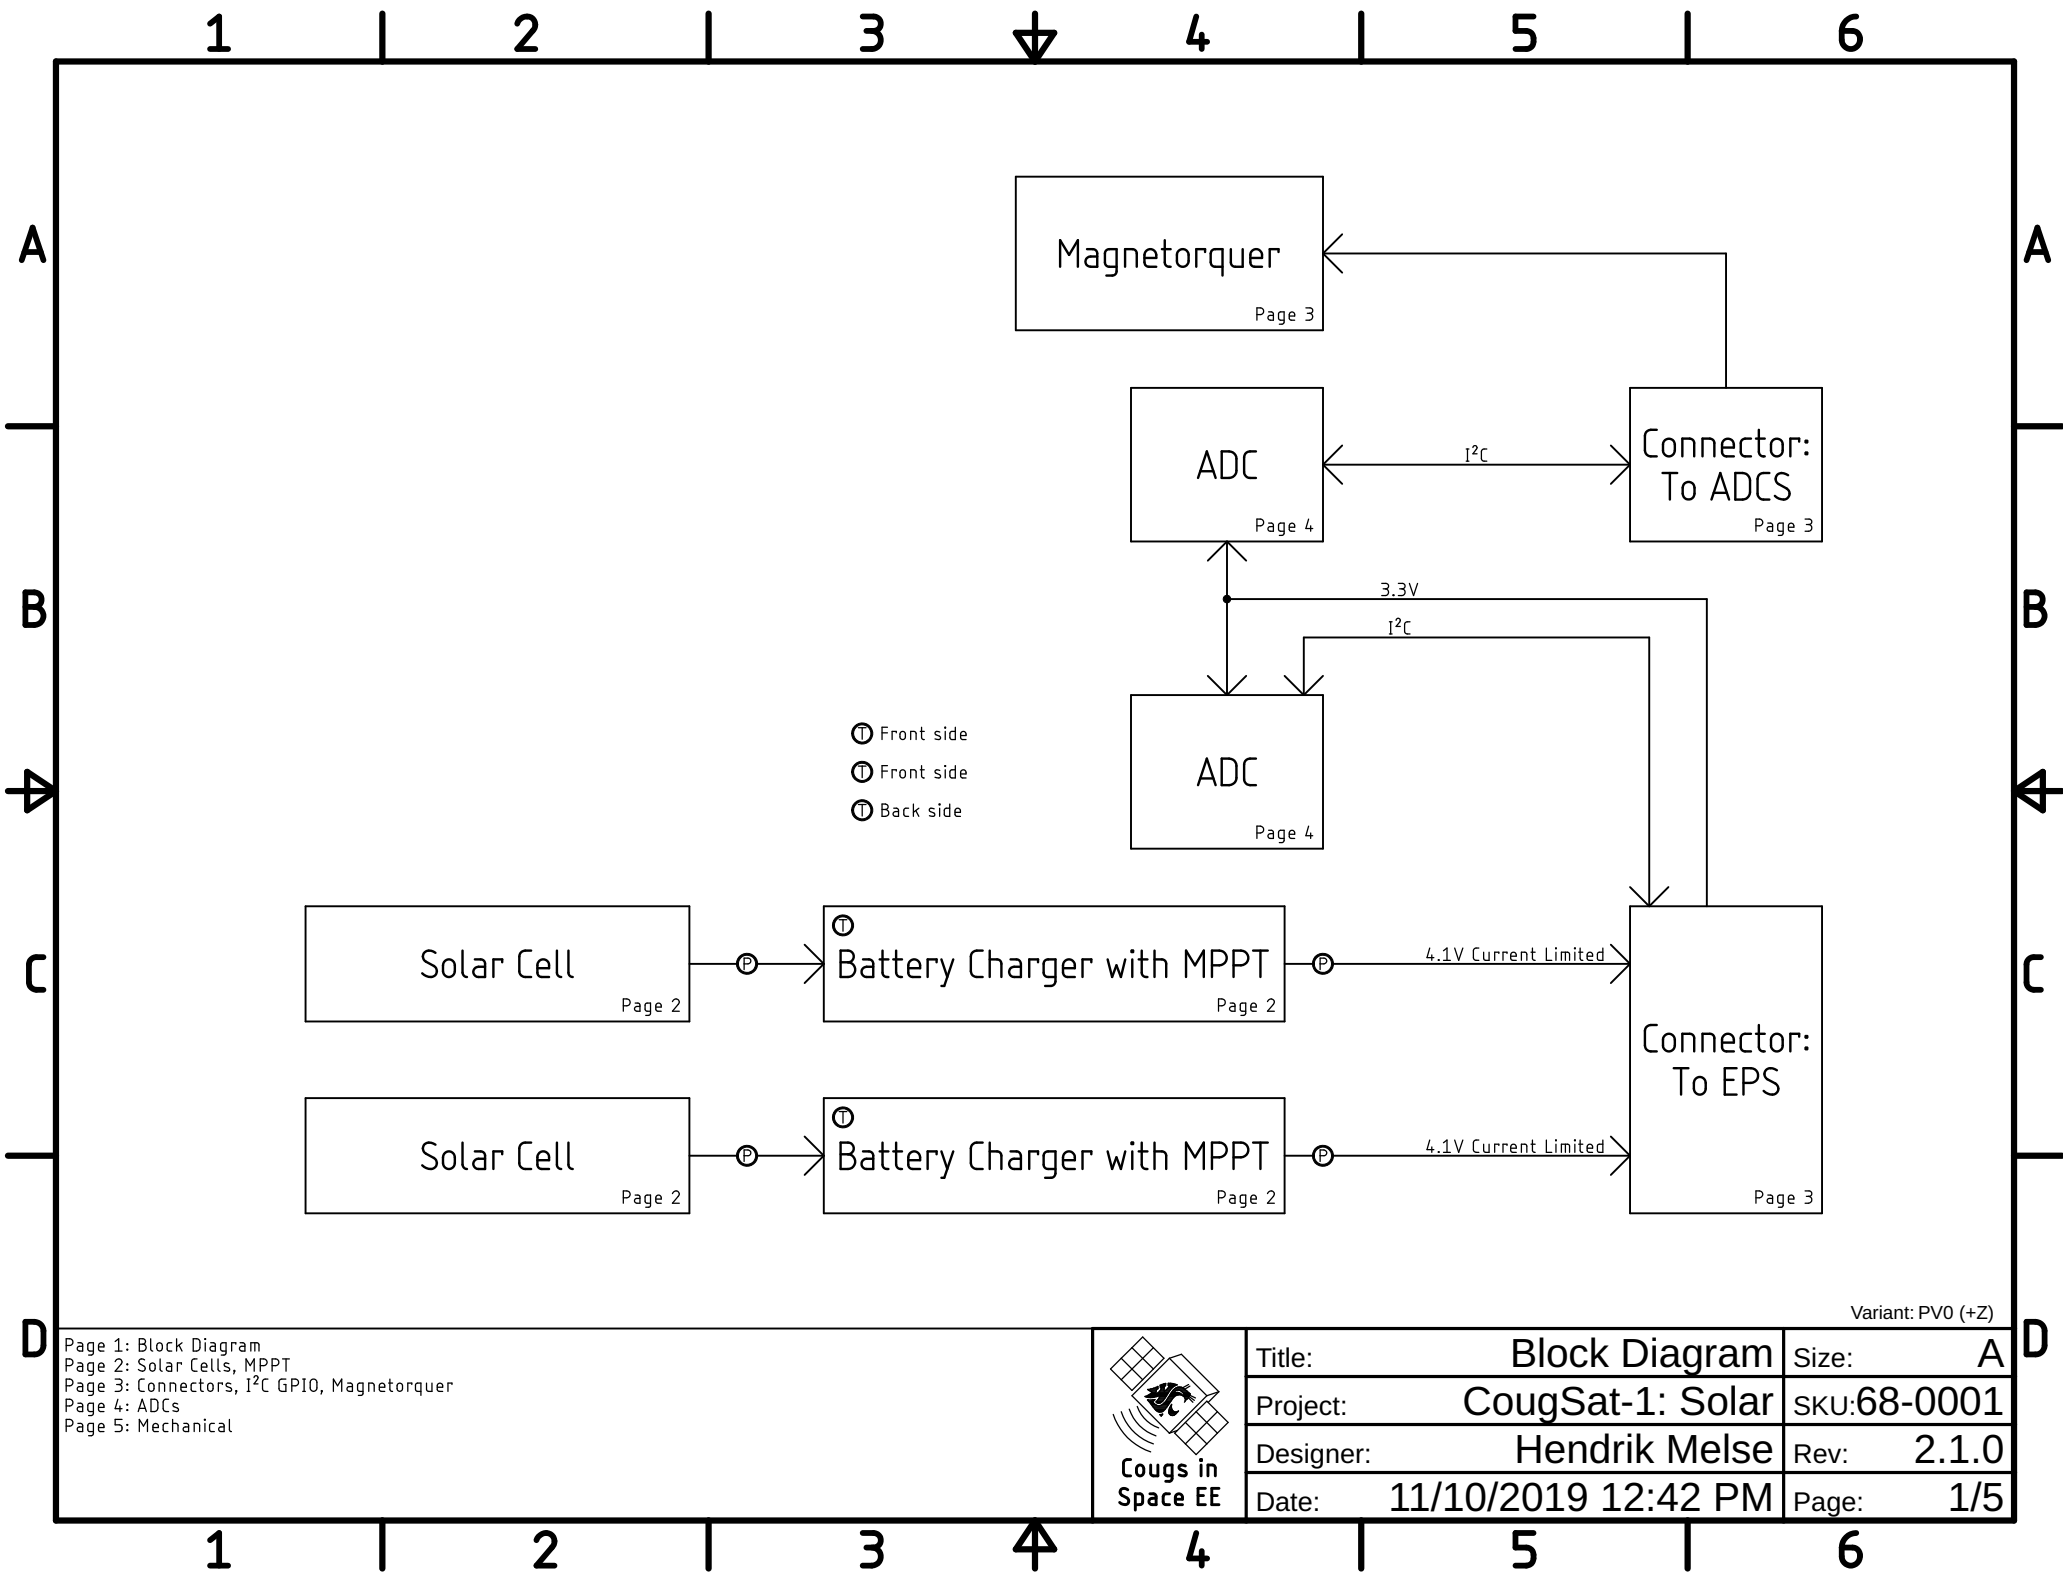 1 2 3 4 5 6
A A
Magnetorquer
Page 3
ADC
Page 4
I²C
Connector:
To ADCS
Page 3
B B
3.3V
I²C
T Front side
T Front side
T Back side
ADC
Page 4
C C
Solar Cell
Page 2
P
T
Battery Charger with MPPT
Page 2
P
4.1V Current Limited
Connector:
To EPS
Page 3
Solar Cell
Page 2
P
T
Battery Charger with MPPT
Page 2
P
4.1V Current Limited
Variant: PV0 (+Z)
D D
Page 1: Block Diagram
Page 2: Solar Cells, MPPT
Page 3: Connectors, I²C GPIO, Magnetorquer
Page 4: ADCs
Page 5: Mechanical
Cougs in
Space EE
Title: Block Diagram
Size: A
Project: CougSat-1: Solar
SKU: 68-0001
Designer: Hendrik Melse
Rev: 2.1.0
Date: 11/10/2019 12:42 PM
Page: 1/5
1 2 3 4 5 6